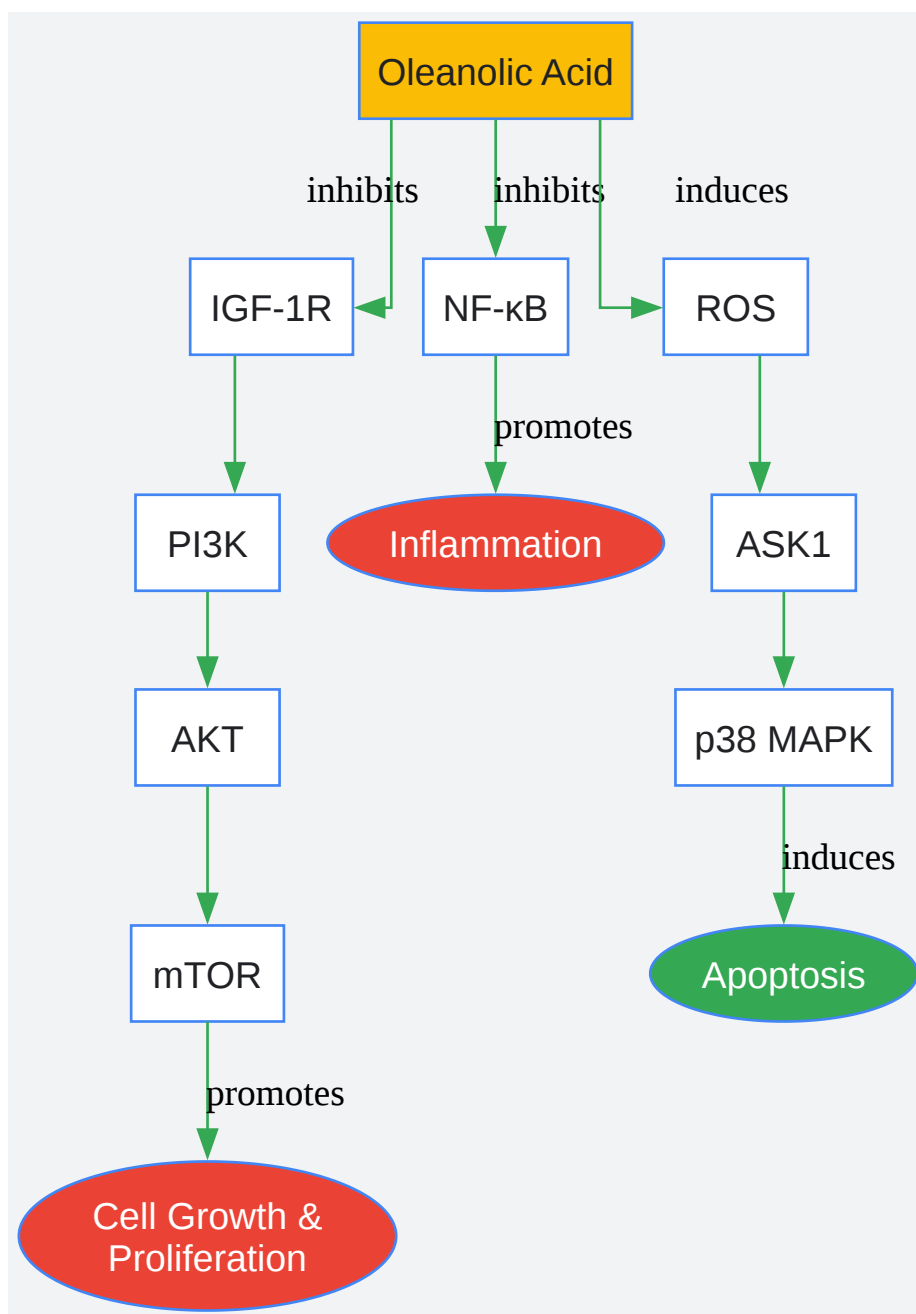 Oleanolic Acid
inhibits
inhibits
induces
IGF-1R
NF-κB
ROS
promotes
PI3K
Inflammation
ASK1
AKT
p38 MAPK
induces
mTOR
Apoptosis
promotes
Cell Growth &
Proliferation